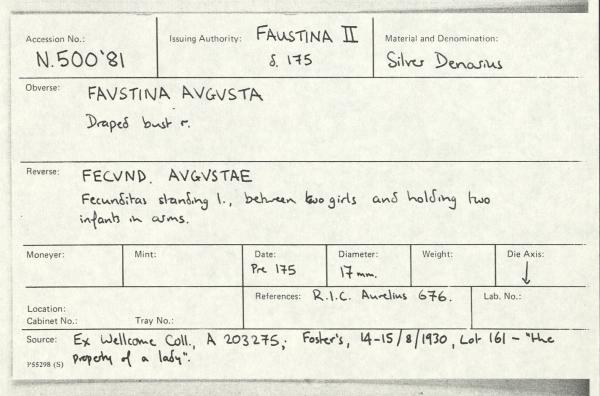 Accession No.: Issuing Authority: FAUSTINA II Material and Denomination:
N.500'81 d. 175 Silver Denarius
Obverse: FAVSTINA AVGVSTA
Draped bust r.
Reverse: FECVND. AVGVSTAE
Fecunditas standing l., between two girls and holding two
infants in arms.
Moneyer: Mint: Date: Diameter: Weight: Die Axis:
Pre 175 17mm. ↓
References: R.I.C. Aurelius 676. Lab. No.:
Location:
Cabinet No.: Tray No.:
Source: Ex Wellcome Coll., A 203275; Foster's, 14-15/8/1930, Lot 161 - "the
property of a lady".
P55298 (S)